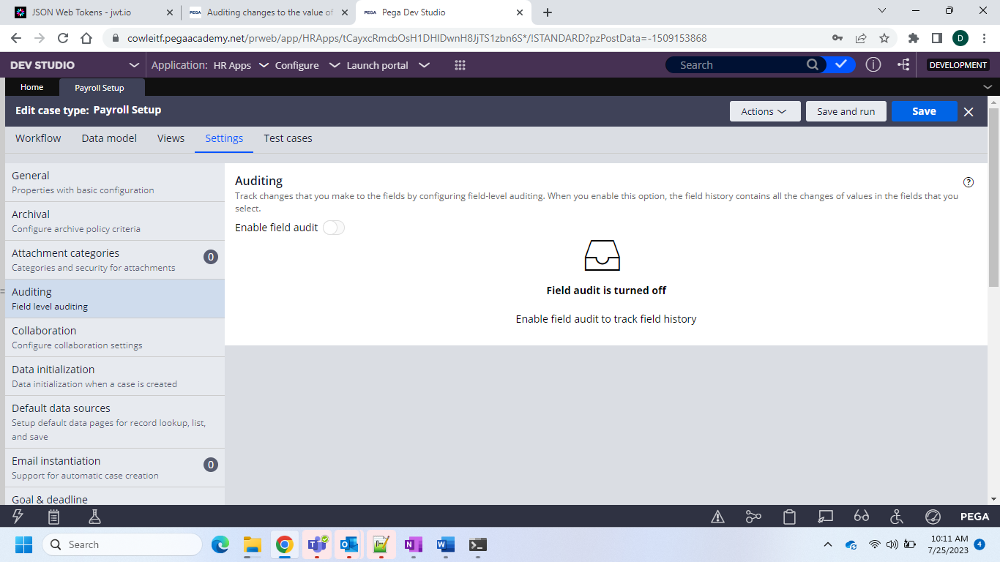 JSON Web Tokens - jwt.io
PEGA Auditing changes to the value of
PEGA Pega Dev Studio
cowleitf.pegaacademy.net/prweb/app/HRApps/tCayxcRmcbOsH1DHIDwnH8JjTS1zbn6S*/!STANDARD?pzPostData=-1509153868
D
DEV STUDIO
Application: HR Apps
Configure
Launch portal
Search
DEVELOPMENT
Home
Payroll Setup
Edit case type: Payroll Setup
Actions
Save and run
Save
Workflow
Data model
Views
Settings
Test cases
General
Properties with basic configuration
Archival
Configure archive policy criteria
Attachment categories
0
Categories and security for attachments
Auditing
Field level auditing
Collaboration
Configure collaboration settings
Data initialization
Data initialization when a case is created
Default data sources
Setup default data pages for record lookup, list,
and save
Email instantiation
0
Support for automatic case creation
Goal & deadline
Auditing
Track changes that you make to the fields by configuring field-level auditing. When you enable this option, the field history contains all the changes of values in the fields that you
select.
Enable field audit
Field audit is turned off
Enable field audit to track field history
PEGA
Search
10:11 AM
7/25/2023
4